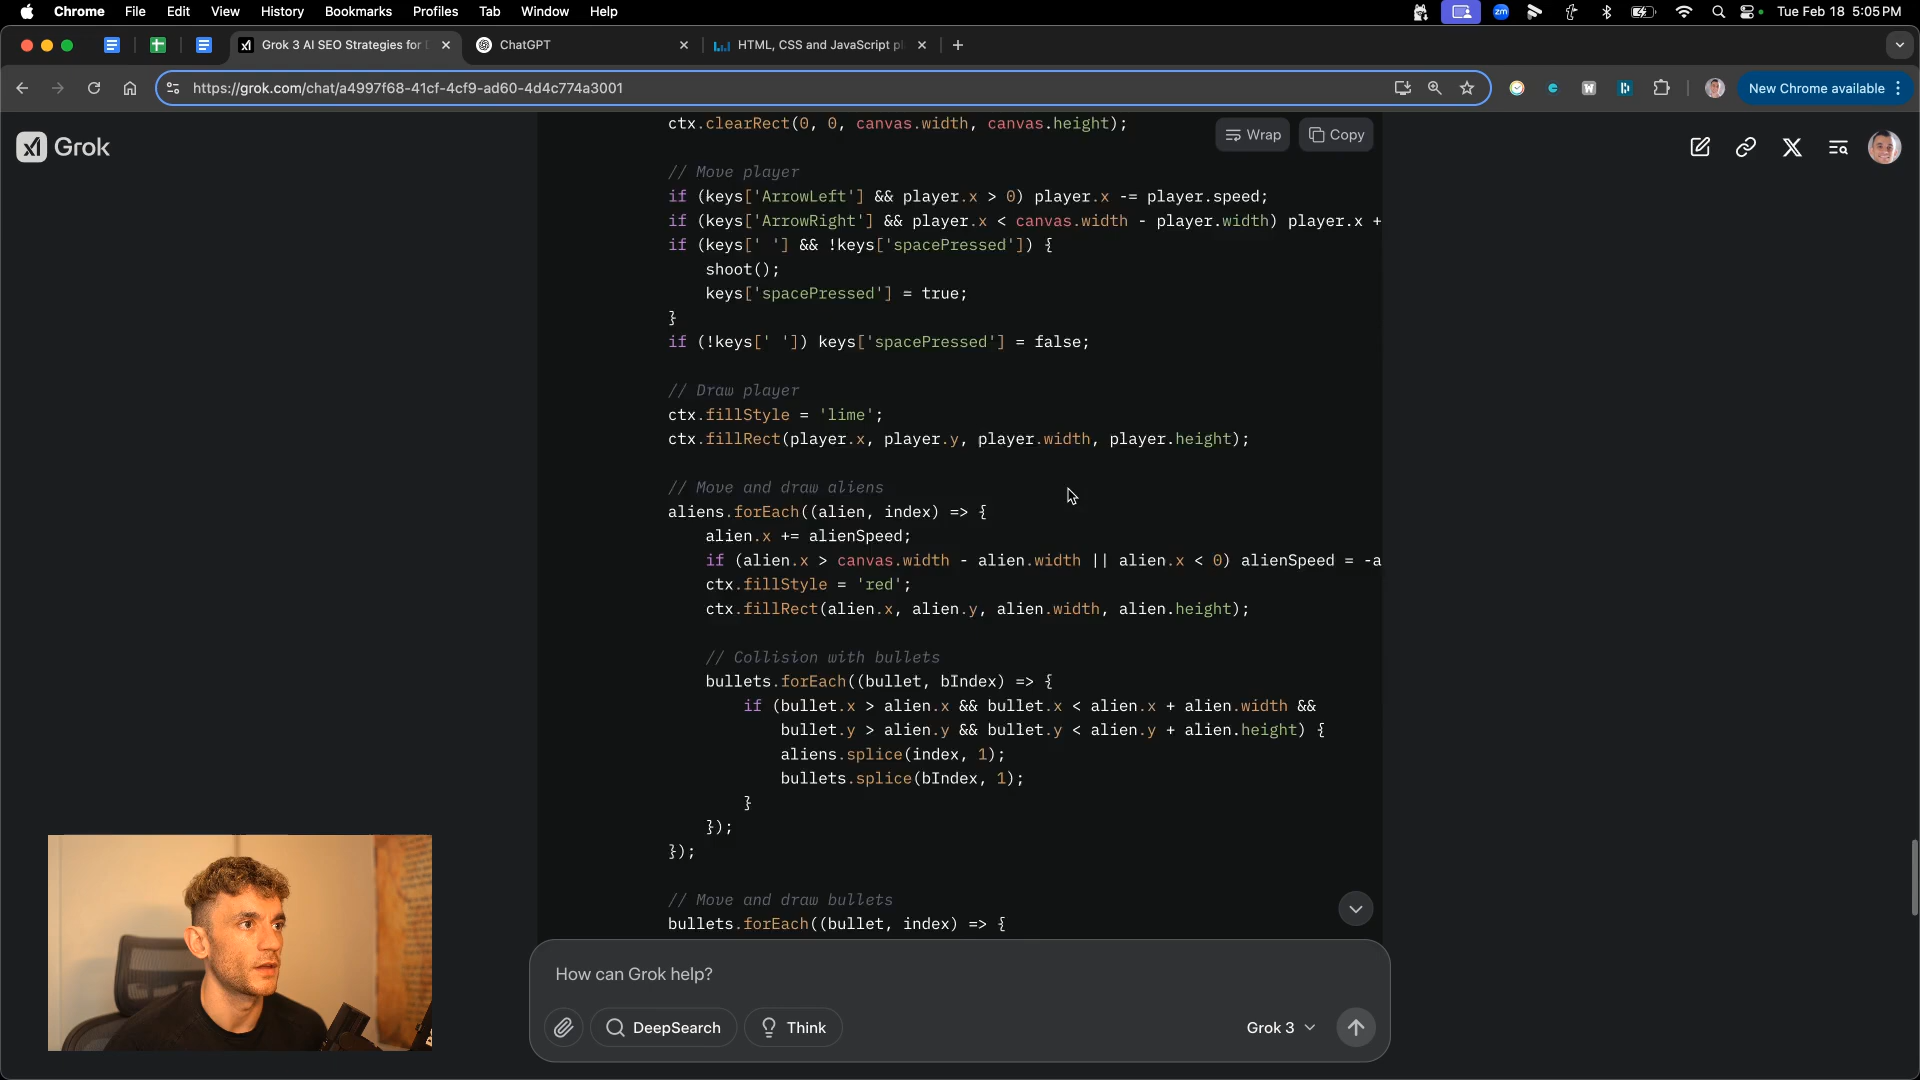 Chrome File Edit View History Bookmarks Profiles Tab Window Help
zm
Tue Feb 18 5:05 PM
Grok 3 AI SEO Strategies for
ChatGPT
HTML, CSS and JavaScript pl
https://grok.com/chat/a4997f68-41cf-4cf9-ad60-4d4c774a3001
New Chrome available
Grok
Wrap
Copy
ctx.clearRect(0, 0, canvas.width, canvas.height);
// Move player
if (keys['ArrowLeft'] && player.x > 0) player.x -= player.speed;
if (keys['ArrowRight'] && player.x < canvas.width - player.width) player.x +
if (keys[' '] && !keys['spacePressed']) {
shoot();
keys['spacePressed'] = true;
}
if (!keys[' ']) keys['spacePressed'] = false;
// Draw player
ctx.fillStyle = 'lime';
ctx.fillRect(player.x, player.y, player.width, player.height);
// Move and draw aliens
aliens.forEach((alien, index) => {
alien.x += alienSpeed;
if (alien.x > canvas.width - alien.width || alien.x < 0) alienSpeed = -a
ctx.fillStyle = 'red';
ctx.fillRect(alien.x, alien.y, alien.width, alien.height);
// Collision with bullets
bullets.forEach((bullet, bIndex) => {
if (bullet.x > alien.x && bullet.x < alien.x + alien.width &&
bullet.y > alien.y && bullet.y < alien.y + alien.height) {
aliens.splice(index, 1);
bullets.splice(bIndex, 1);
}
});
});
// Move and draw bullets
bullets.forEach((bullet, index) => {
How can Grok help?
DeepSearch
Think
Grok 3